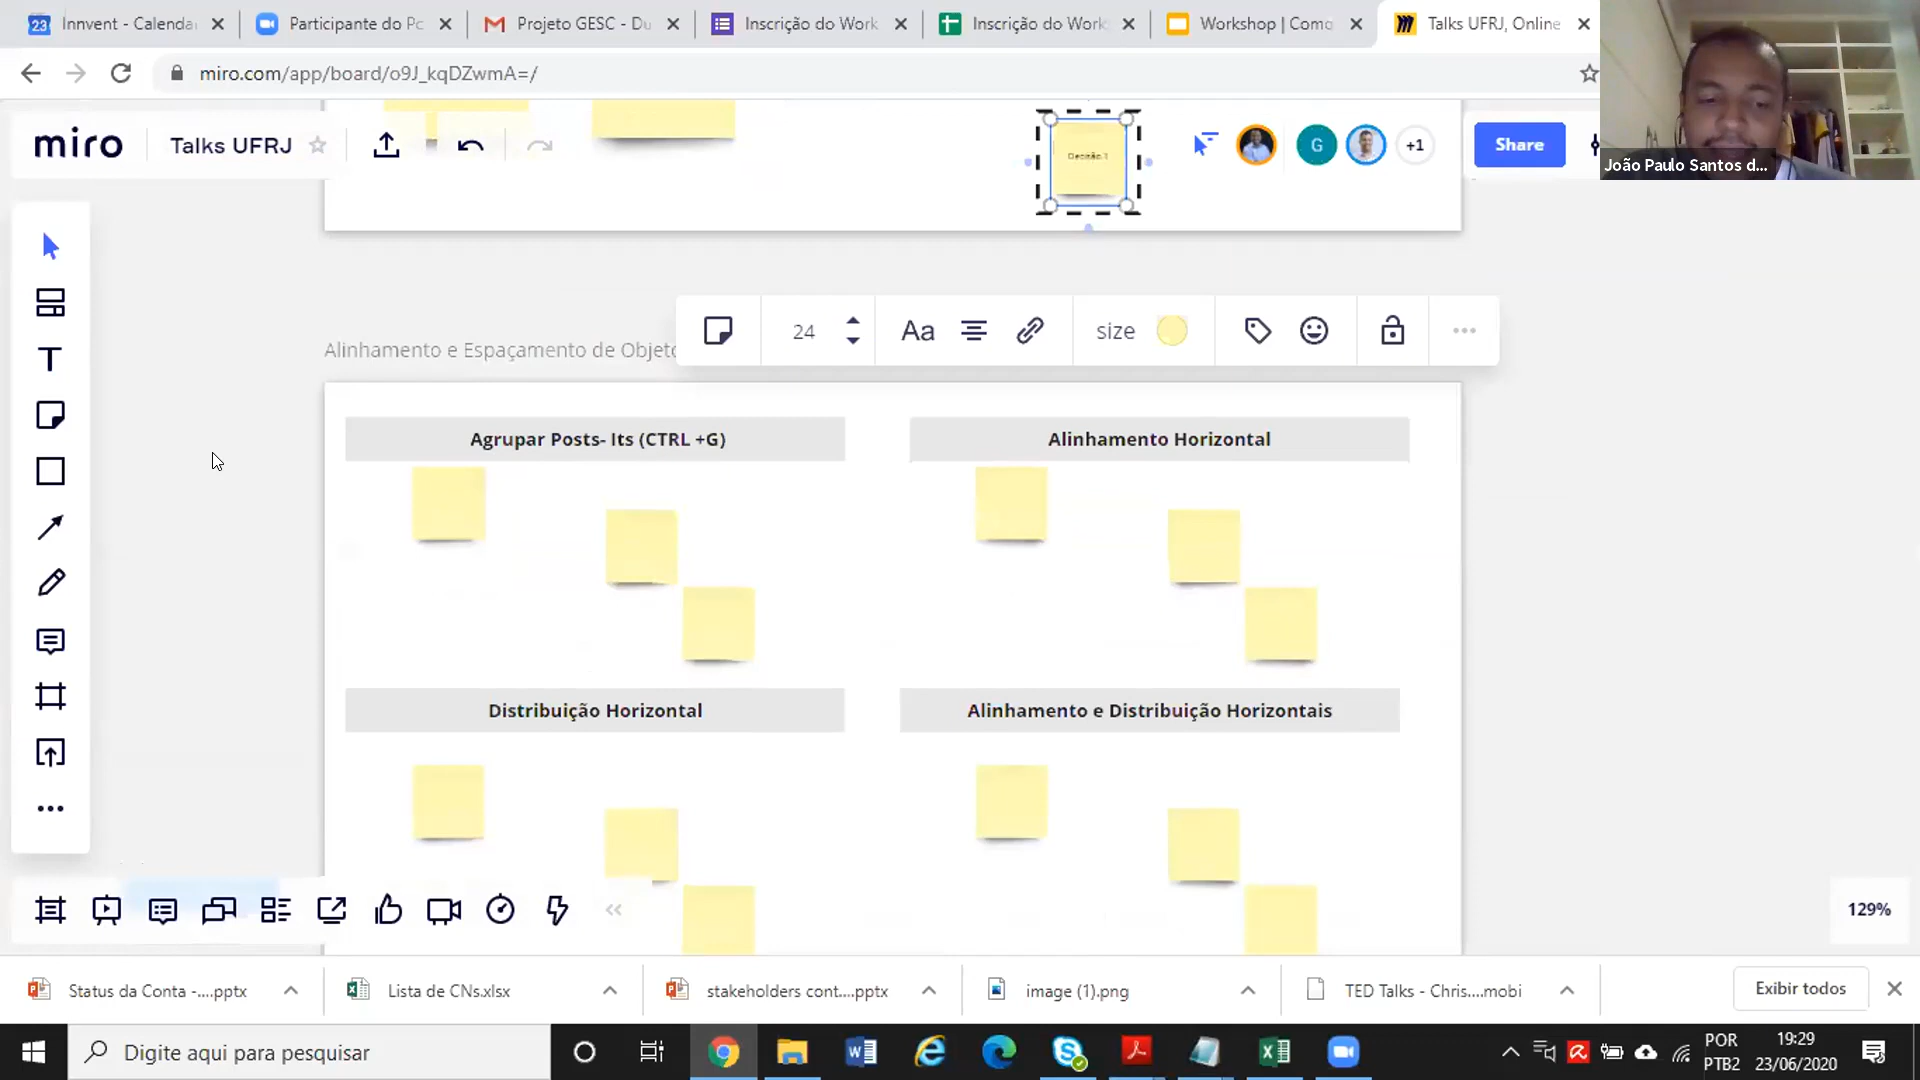 23
Innvent - Calenda
Participante do Po
Projeto GESC - Du
Inscrição do Work
Inscrição do Work
Workshop | Como
Talks UFRJ, Online
miro.com/app/board/o9J_kqDZwmA=/
miro
Talks UFRJ
G
+1
Share
João Paulo Santos d...
24
Aa
size
Alinhamento e Espaçamento de Objeto
Agrupar Posts- Its (CTRL +G)
Alinhamento Horizontal
Distribuição Horizontal
Alinhamento e Distribuição Horizontais
129%
Status da Conta -....pptx
Lista de CNs.xlsx
stakeholders cont....pptx
image (1).png
TED Talks - Chris....mobi
Exibir todos
Digite aqui para pesquisar
POR
PTB2
19:29
23/06/2020